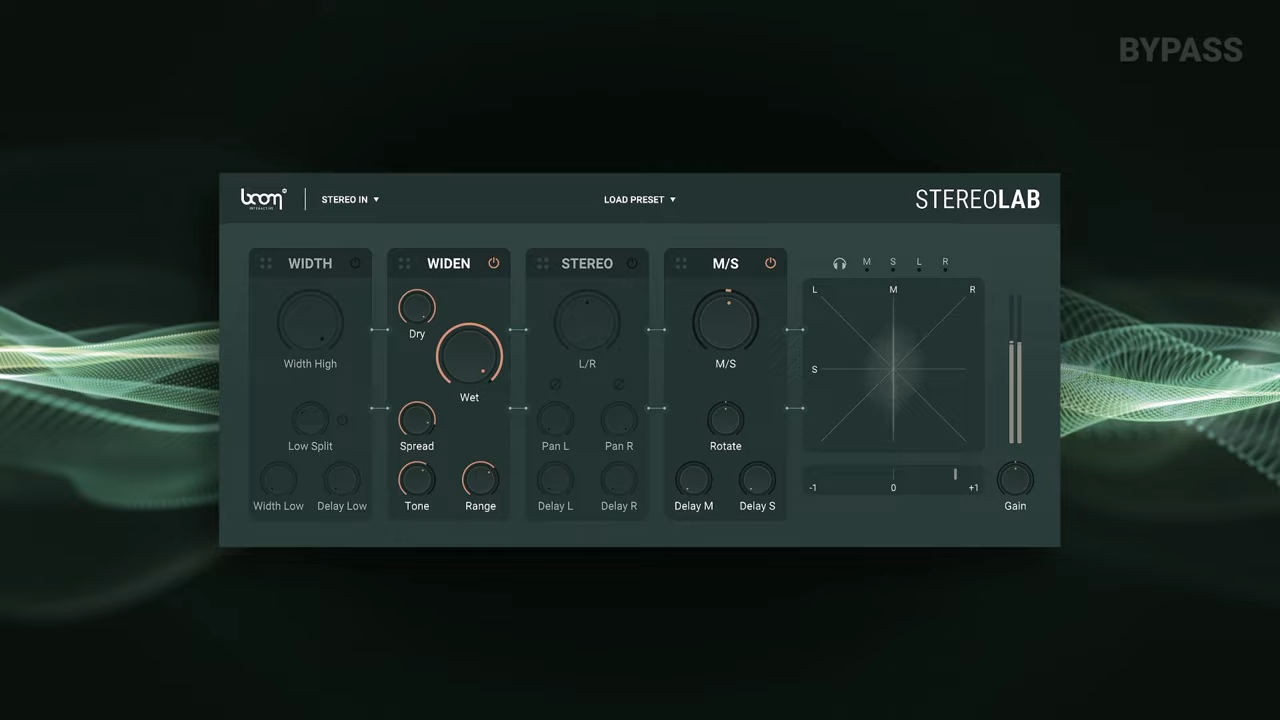 BYPASS
boom
INTERACTIVE
STEREO IN
LOAD PRESET
STEREOLAB
WIDTH
WIDEN
STEREO
M/S
M S L R
Dry
L M R
Width High
Wet
L/R
M/S
S
Low Split
Spread
Pan L
Pan R
Rotate
-1 0 +1
Width Low
Delay Low
Tone
Range
Delay L
Delay R
Delay M
Delay S
Gain